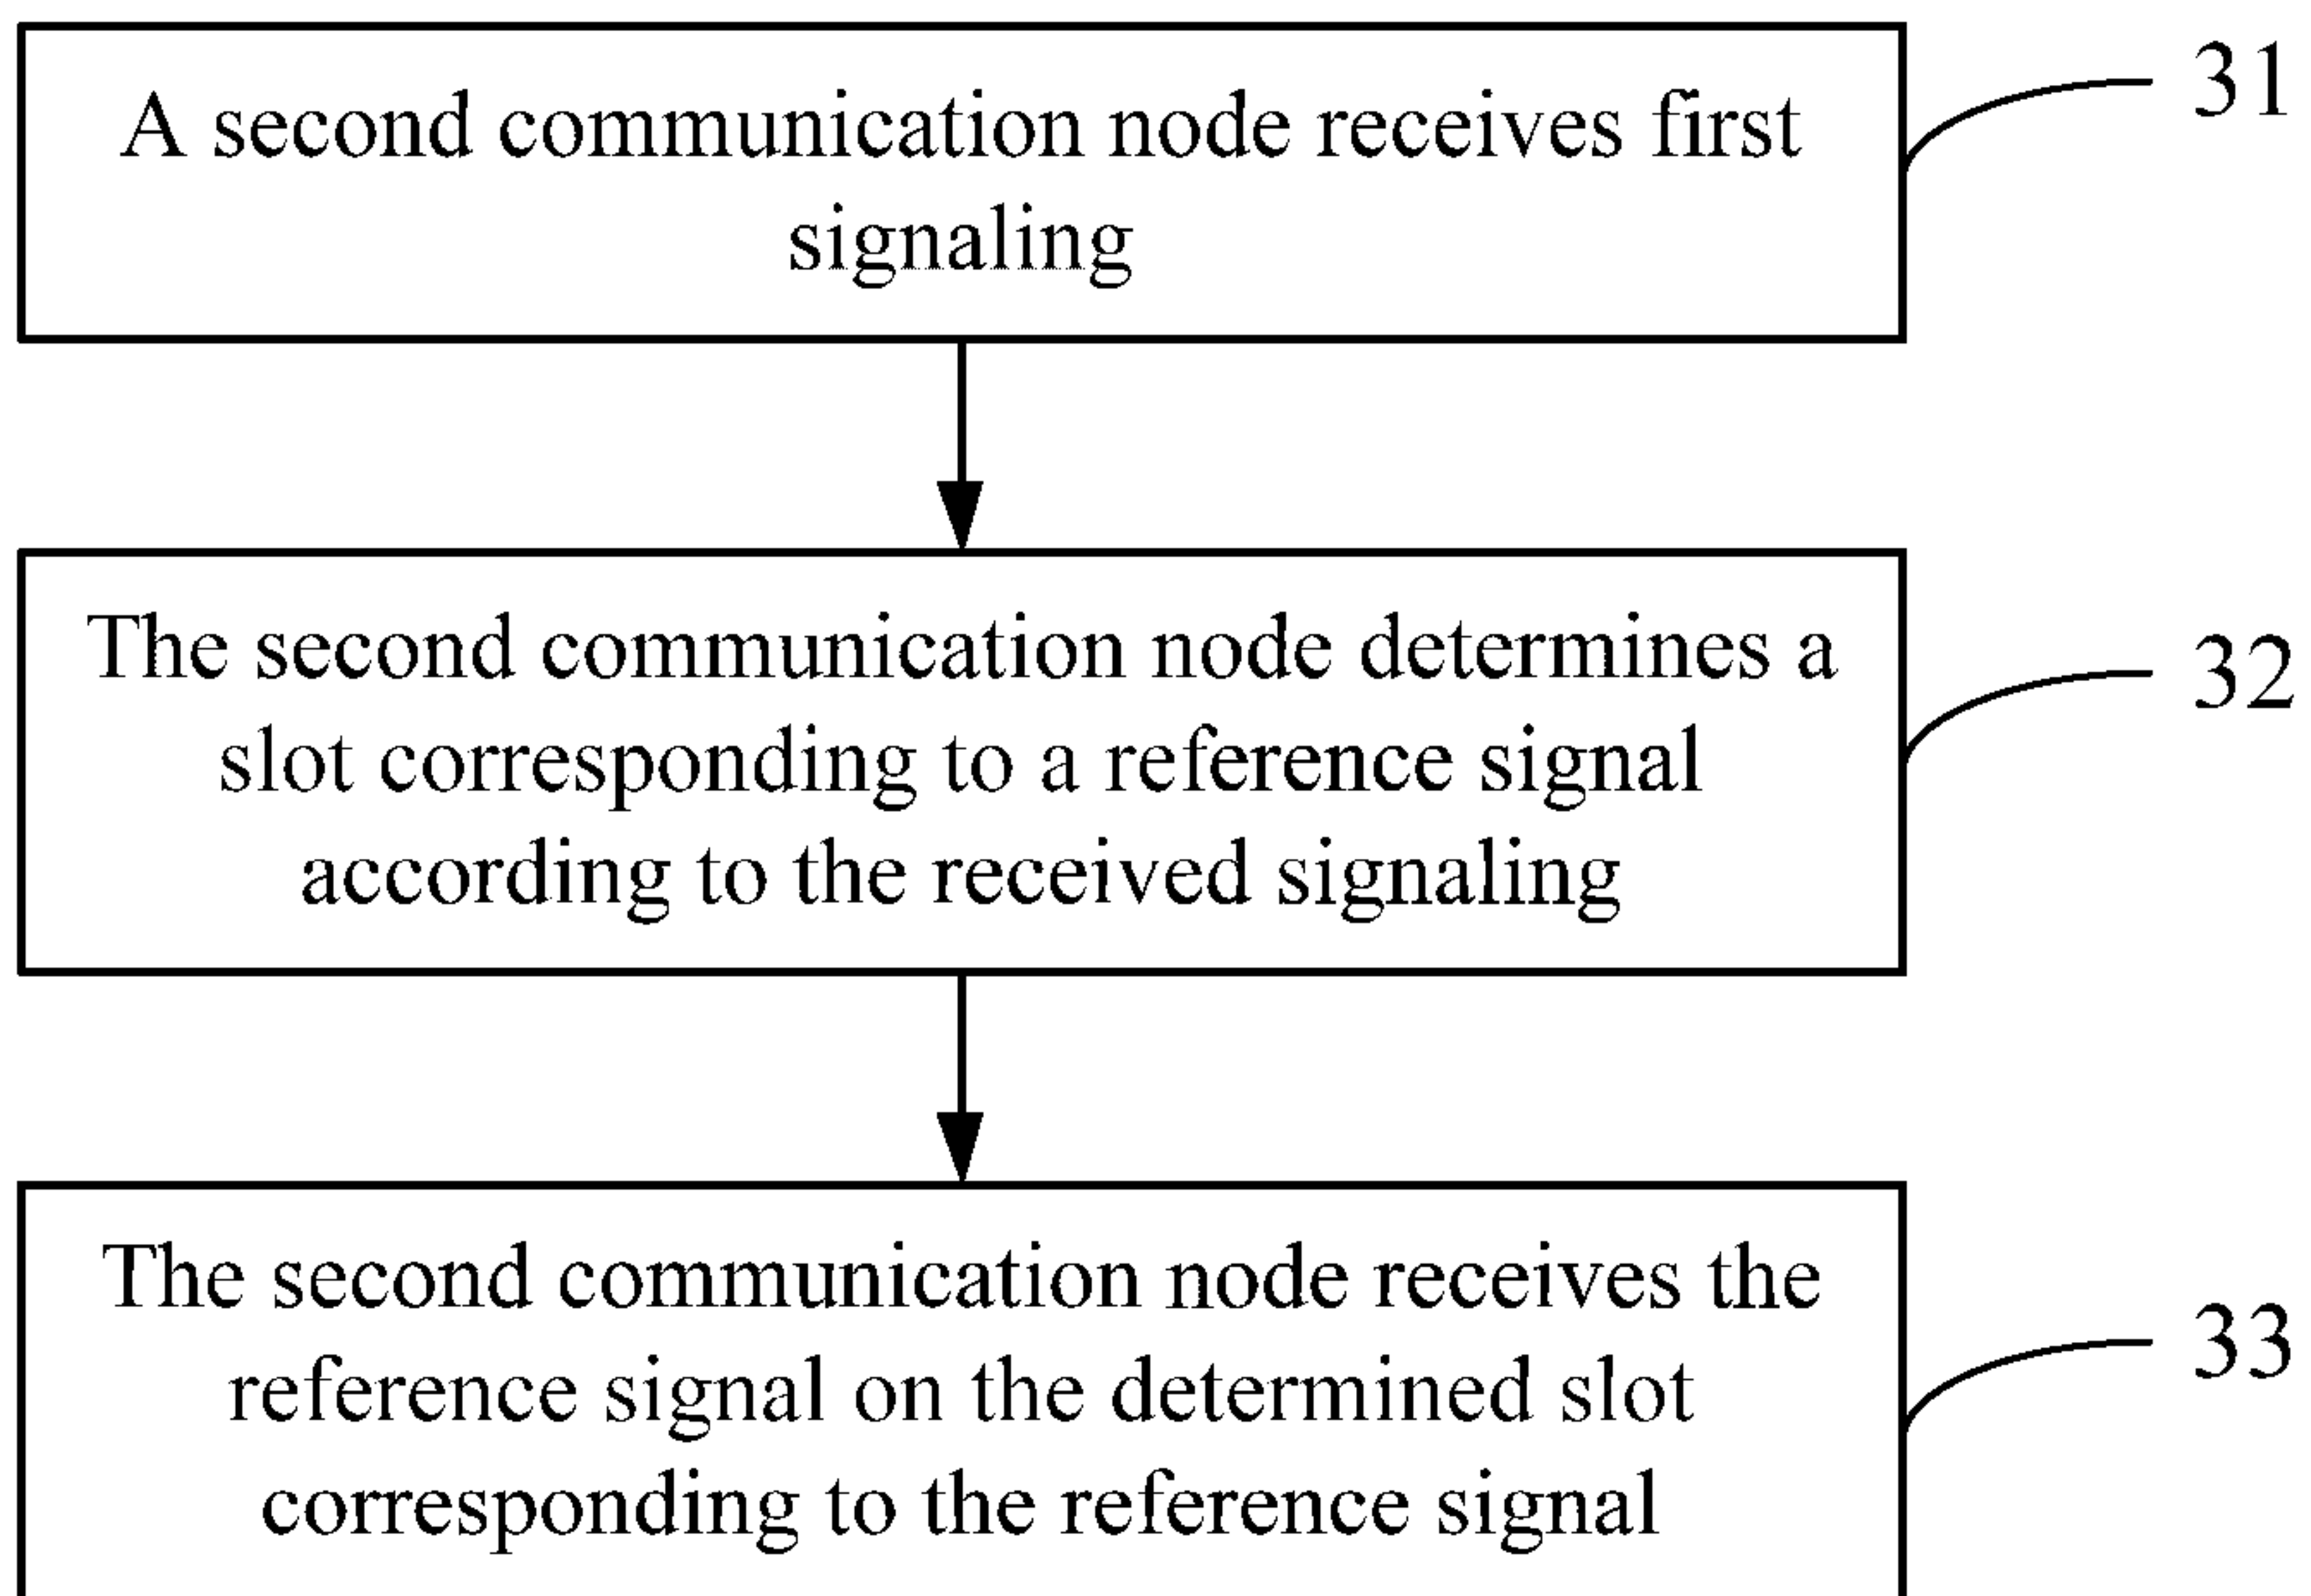 A second communication node receives first
signaling
31
The second communication node determines a
slot corresponding to a reference signal
according to the received signaling
32
The second communication node receives the
reference signal on the determined slot
corresponding to the reference signal
33